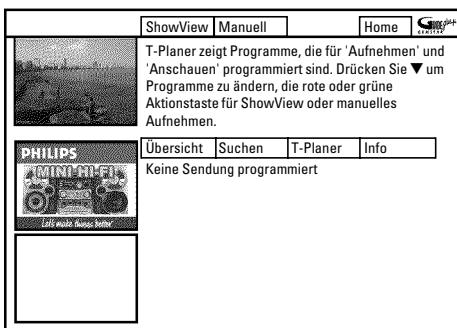 ShowView Manuell Home GUIDE Plus+
GEMSTAR
T-Planer zeigt Programme, die für 'Aufnehmen' und
'Anschauen' programmiert sind. Drücken Sie ▼ um
Programme zu ändern, die rote oder grüne
Aktionstaste für ShowView oder manuelles
Aufnehmen.
PHILIPS
MINI-HI-FI
Let's make things better
Übersicht Suchen T-Planer Info
Keine Sendung programmiert